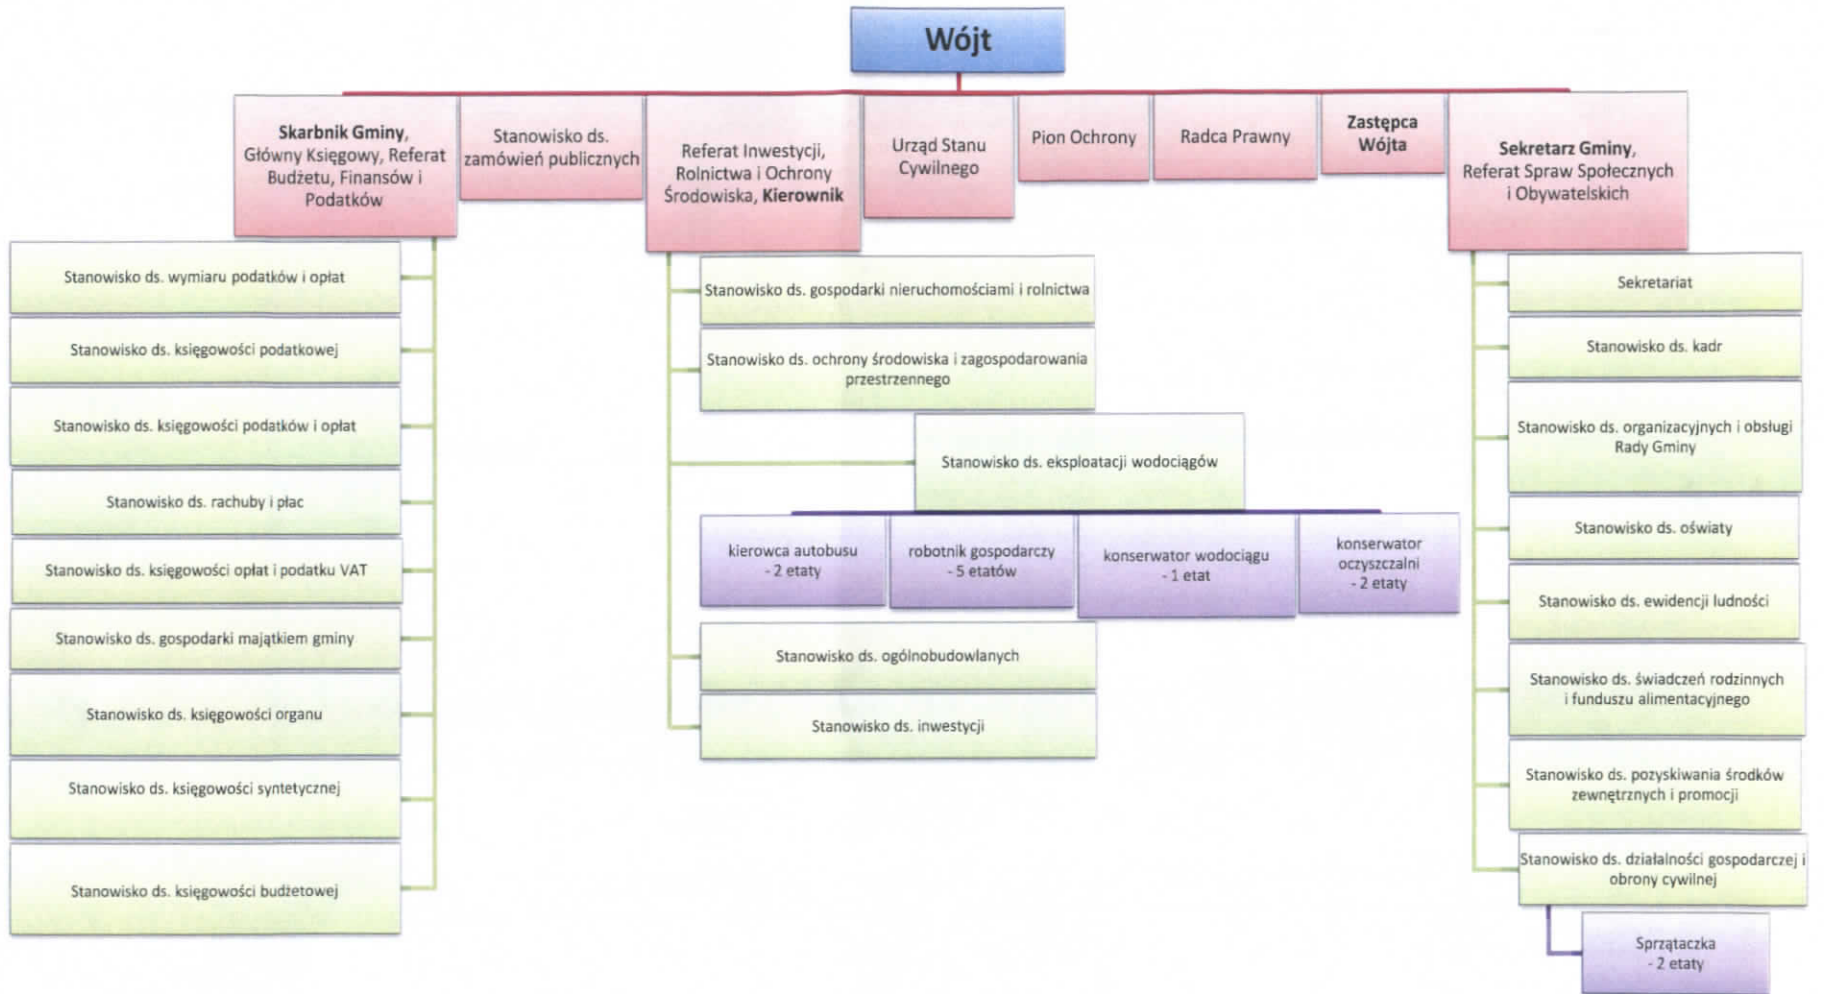 Wójt
Skarbnik Gminy,
Główny Księgowy, Referat
Budżetu, Finansów i
Podatków
Stanowisko ds.
zamówień publicznych
Referat Inwestycji,
Rolnictwa i Ochrony
Środowiska, Kierownik
Urząd Stanu
Cywilnego
Pion Ochrony
Radca Prawny
Zastępca
Wójta
Sekretarz Gminy,
Referat Spraw Społecznych
i Obywatelskich
Stanowisko ds. wymiaru podatków i opłat
Stanowisko ds. księgowości podatkowej
Stanowisko ds. księgowości podatków i opłat
Stanowisko ds. rachuby i płac
Stanowisko ds. księgowości opłat i podatku VAT
Stanowisko ds. gospodarki majątkiem gminy
Stanowisko ds. księgowości organu
Stanowisko ds. księgowości syntetycznej
Stanowisko ds. księgowości budżetowej
Stanowisko ds. gospodarki nieruchomościami i rolnictwa
Stanowisko ds. ochrony środowiska i zagospodarowania
przestrzennego
Stanowisko ds. eksploatacji wodociągów
kierowca autobusu
- 2 etaty
robotnik gospodarczy
- 5 etatów
konserwator wodociągu
- 1 etat
konserwator
oczyszczalni
- 2 etaty
Stanowisko ds. ogólnobudowlanych
Stanowisko ds. inwestycji
Sekretariat
Stanowisko ds. kadr
Stanowisko ds. organizacyjnych i obsługi
Rady Gminy
Stanowisko ds. oświaty
Stanowisko ds. ewidencji ludności
Stanowisko ds. świadczeń rodzinnych
i funduszu alimentacyjnego
Stanowisko ds. pozyskiwania środków
zewnętrznych i promocji
Stanowisko ds. działalności gospodarczej i
obrony cywilnej
Sprzątaczka
- 2 etaty